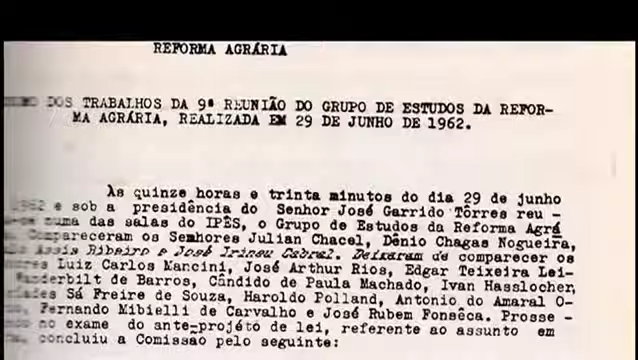 REFORMA AGRÁRIA
DOS TRABALHOS DA 9ª REUNIÃO DO GRUPO DE ESTUDOS DA REFOR-
MA AGRÁRIA, REALIZADA EM 29 DE JUNHO DE 1962.
Às quinze horas e trinta minutos do dia 29 de junho
1962 e sob a presidência do Senhor José Garrido Tôrres reu -
numa das salas do IPÊS, o Grupo de Estudos da Reforma Agrá
Compareceram os Senhores Julian Chacel, Dênio Chagas Nogueira,
Assis Ribeiro e José Irineu Cabral. Deixaram de comparecer os
Luiz Carlos Mancini, José Arthur Rios, Edgar Teixeira Lei-
de Barros, Cândido de Paula Machado, Ivan Hasslocher,
Sá Freire de Souza, Haroldo Polland, Antonio do Amaral O-
Fernando Mibielli de Carvalho e José Rubem Fonsêca. Prosse-
no exame do ante-projéto de lei, referente ao assunto em
concluiu a Comissão pelo seguinte: